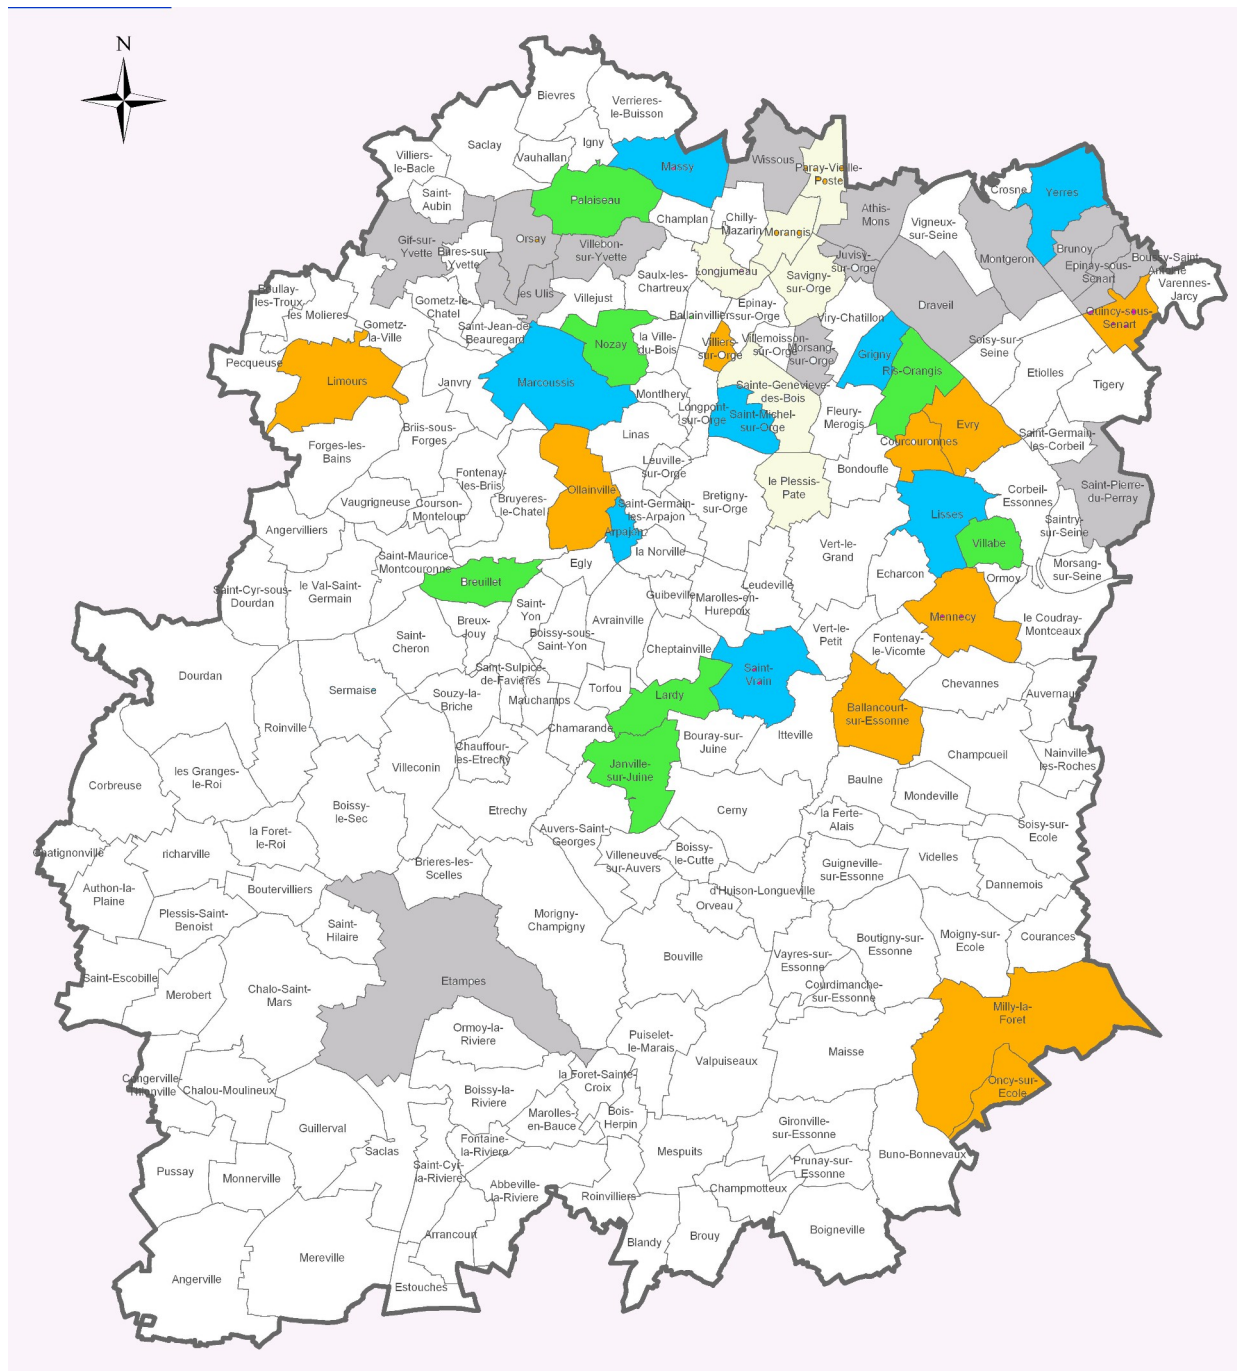 N
Bievres
Verrieres-
le-Buisson
Saclay
Igny
Vauhallan
Villiers-
le-Bacle
Massy
Wissous
Paray-Vieille-
Poste
Saint-
Aubin
Palaiseau
Champlan
Chilly-
Mazarin
Morangis
Athis-
Mons
Vigneux-
sur-Seine
Crosne
Yerres
Gif-sur-
Yvette
Bures-sur-
Yvette
Orsay
Villebon-
sur-Yvette
Longjumeau
Savigny-
sur-Orge
Juvisy-
sur-Orge
Montgeron
Brunoy
Epinay-sous-
Senart
Boussy-Saint-
Antoine
Varennes-
Jarcy
Boullay-
les-Troux
les Molieres
Gometz-le-
Chatel
les Ulis
Villejust
Saulx-les-
Chartreux
Ballainvilliers
Epinay-
sur-Orge
Draveil
Quincy-sous-
Senart
Pecqueuse
Gometz-
la-Ville
Saint-Jean-de-
Beauregard
Nozay
la Ville-
du-Bois
Villiers-
sur-Orge
Villemoisson-
sur-Orge
Morsang-
sur-Orge
Viry-Chatillon
Grigny
Ris-Orangis
Soisy-sur-
Seine
Etiolles
Tigery
Limours
Janvry
Marcoussis
Montlhery
Longpont-
sur-Orge
Sainte-Genevieve-
des-Bois
Saint-Michel-
sur-Orge
Fleury-
Merogis
Courcouronnes
Evry
Saint-Germain-
les-Corbeil
Forges-les-
Bains
Briis-sous-
Forges
Linas
Leuville-
sur-Orge
le Plessis-
Pate
Bondoufle
Saint-Pierre-
du-Perray
Fontenay-
les-Briis
Vaugrigneuse
Courson-
Monteloup
Bruyeres-
le-Chatel
Ollainville
Saint-Germain-
les-Arpajon
Arpajon
Bretigny-
sur-Orge
Lisses
Corbeil-
Essonnes
Saintry-
sur-Seine
Angervilliers
Saint-Maurice-
Montcouronne
Egly
la Norville
Vert-le-
Grand
Villabe
Echarcon
Ormoy
Morsang-
sur-Seine
Saint-Cyr-sous-
Dourdan
le Val-Saint-
Germain
Breuillet
Guibeville
Marolles-en-
Hurepoix
Leudeville
Mennecy
le Coudray-
Montceaux
Saint-
Cheron
Breux-
Jouy
Saint-
Yon
Boissy-sous-
Saint-Yon
Avrainville
Cheptainville
Vert-le-
Petit
Fontenay-
le-Vicomte
Dourdan
Sermaise
Souzy-la-
Briche
Saint-Sulpice-
de-Favieres
Mauchamps
Torfou
Lardy
Saint-
Vrain
Chevannes
Auvernaux
Roinville
Chamarande
Bouray-sur-
Juine
Itteville
Ballancourt-
sur-Essonne
Champcueil
Nainville-
les-Roches
Corbreuse
les Granges-
le-Roi
Villeconin
Chauffour-
les-Etrechy
Janville-
sur-Juine
Baulne
Mondeville
Boissy-
le-Sec
Etrechy
Cerny
la Ferte-
Alais
Soisy-sur-
Ecole
la Foret-
le-Roi
Auvers-Saint-
Georges
Chatignonville
richarville
Brieres-les-
Scelles
Villeneuve-
sur-Auvers
Boissy-
le-Cutte
Guigneville-
sur-Essonne
Videlles
Dannemois
Authon-la-
Plaine
Boutervilliers
d'Huison-Longueville
Orveau
Plessis-Saint-
Benoist
Saint-
Hilaire
Morigny-
Champigny
Boutigny-sur-
Essonne
Moigny-sur-
Ecole
Courances
Saint-Escobille
Merobert
Chalo-Saint-
Mars
Etampes
Bouville
Vayres-sur-
Essonne
Courdimanche-
sur-Essonne
Milly-la-
Foret
Ormoy-la-
Riviere
Puiselet-
le-Marais
Valpuiseaux
Maisse
Congerville-
Thionville
Chalou-Moulineux
la Foret-Sainte-
Croix
Oncy-sur-
Ecole
Boissy-la-
Riviere
Marolles-
en-Bauce
Bois-
Herpin
Guillerval
Fontaine-
la-Riviere
Gironville-
sur-Essonne
Saclas
Mespuits
Buno-Bonnevaux
Pussay
Monnerville
Saint-Cyr-
la-Riviere
Abbeville-
la-Riviere
Roinvilliers
Champmotteux
Prunay-sur-
Essonne
Arrancourt
Blandy
Brouy
Boigneville
Mereville
Angerville
Estouches